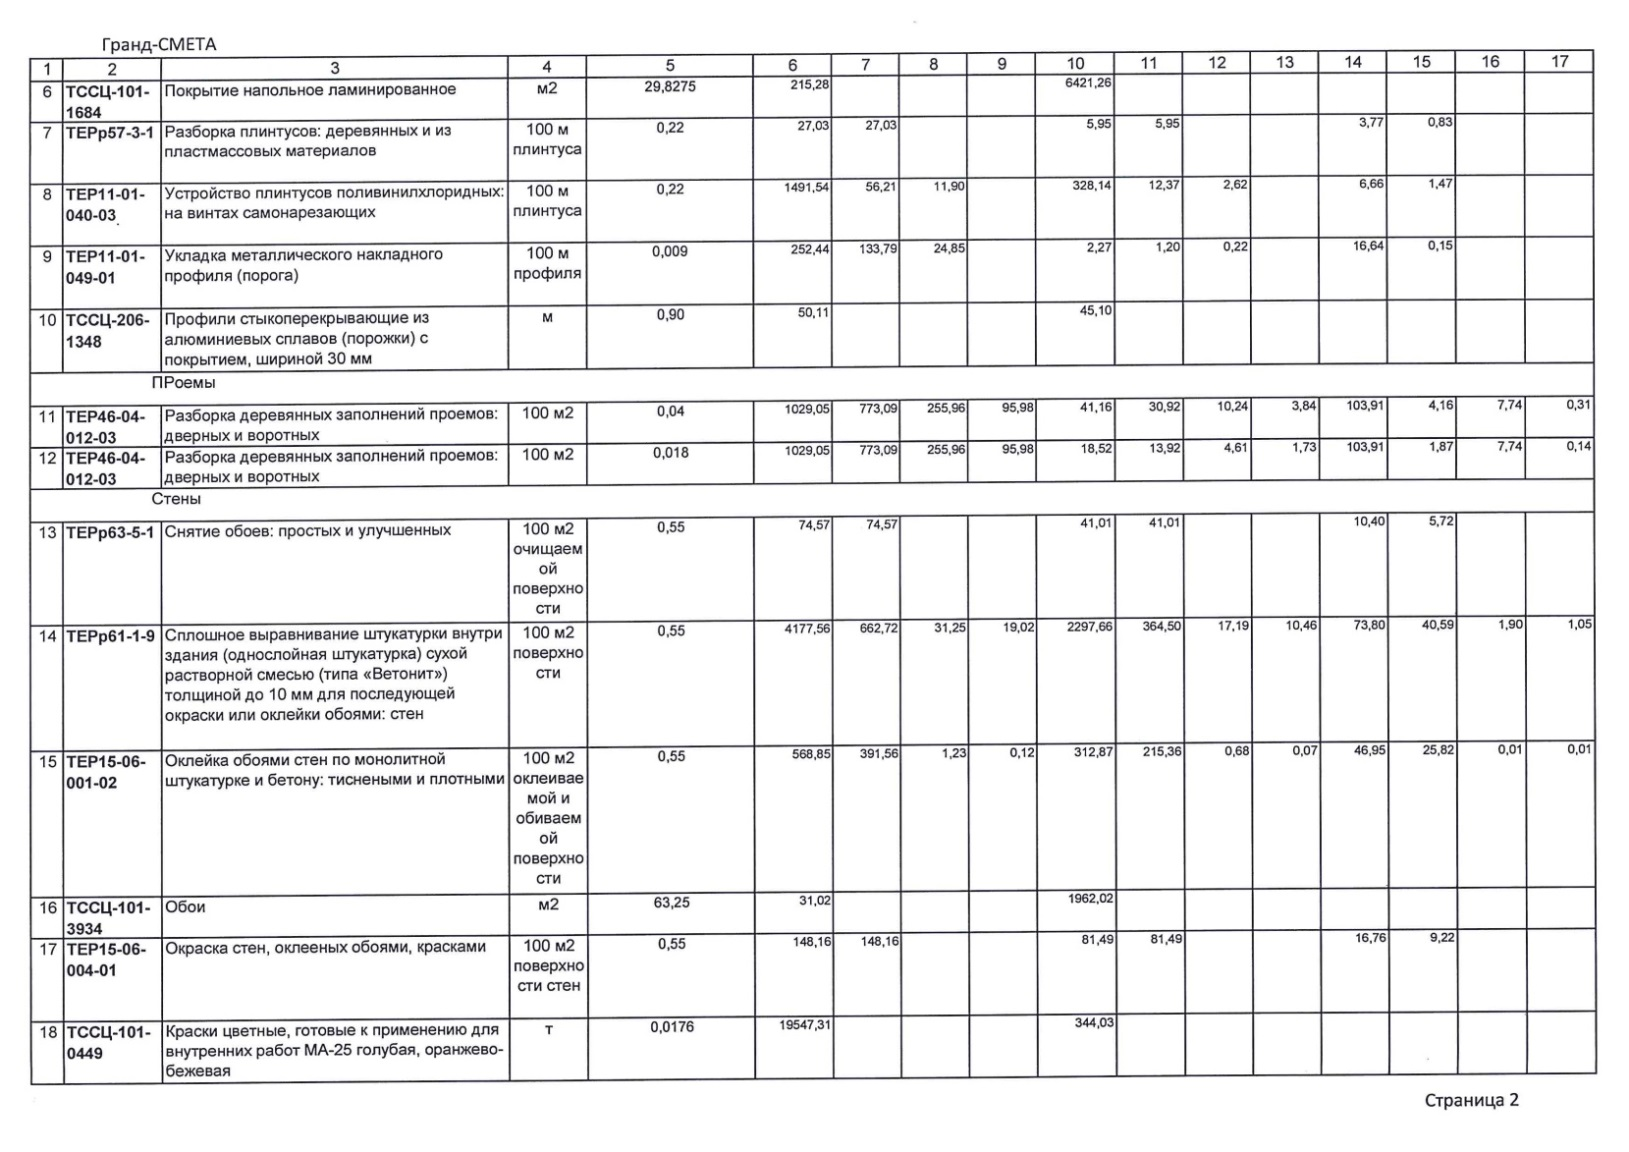 Гранд-СМЕТА
1 2 3 4 5 6 7 8 9 10 11 12 13 14 15 16 17
6 ТССЦ-101- Покрытие напольное ламинированное м2 29,8275 215,28 6421,26
1684
7 ТЕРр57-3-1 Разборка плинтусов: деревянных и из 100 м 0,22 27,03 27,03 5,95 5,95 3,77 0,83
пластмассовых материалов плинтуса
8 ТЕР11-01- Устройство плинтусов поливинилхлоридных: 100 м 0,22 1491,54 56,21 11,90 328,14 12,37 2,62 6,66 1,47
040-03 на винтах самонарезающих плинтуса
9 ТЕР11-01- Укладка металлического накладного 100 м 0,009 252,44 133,79 24,85 2,27 1,20 0,22 16,64 0,15
049-01 профиля (порога) профиля
10 ТССЦ-206- Профили стыкоперекрывающие из м 0,90 50,11 45,10
1348 алюминиевых сплавов (порожки) с
покрытием, шириной 30 мм
ПРоемы
11 ТЕР46-04- Разборка деревянных заполнений проемов: 100 м2 0,04 1029,05 773,09 255,96 95,98 41,16 30,92 10,24 3,84 103,91 4,16 7,74 0,31
012-03 дверных и воротных
12 ТЕР46-04- Разборка деревянных заполнений проемов: 100 м2 0,018 1029,05 773,09 255,96 95,98 18,52 13,92 4,61 1,73 103,91 1,87 7,74 0,14
012-03 дверных и воротных
Стены
13 ТЕРр63-5-1 Снятие обоев: простых и улучшенных 100 м2 0,55 74,57 74,57 41,01 41,01 10,40 5,72
очищаем
ой
поверхно
сти
14 ТЕРр61-1-9 Сплошное выравнивание штукатурки внутри 100 м2 0,55 4177,56 662,72 31,25 19,02 2297,66 364,50 17,19 10,46 73,80 40,59 1,90 1,05
здания (однослойная штукатурка) сухой поверхно
растворной смесью (типа «Ветонит») сти
толщиной до 10 мм для последующей
окраски или оклейки обоями: стен
15 ТЕР15-06- Оклейка обоями стен по монолитной 100 м2 0,55 568,85 391,56 1,23 0,12 312,87 215,36 0,68 0,07 46,95 25,82 0,01 0,01
001-02 штукатурке и бетону: тиснеными и плотными оклеивае
мой и
обиваем
ой
поверхно
сти
16 ТССЦ-101- Обои м2 63,25 31,02 1962,02
3934
17 ТЕР15-06- Окраска стен, оклееных обоями, красками 100 м2 0,55 148,16 148,16 81,49 81,49 16,76 9,22
004-01 поверхно
сти стен
18 ТССЦ-101- Краски цветные, готовые к применению для т 0,0176 19547,31 344,03
0449 внутренних работ МА-25 голубая, оранжево-
бежевая
Страница 2